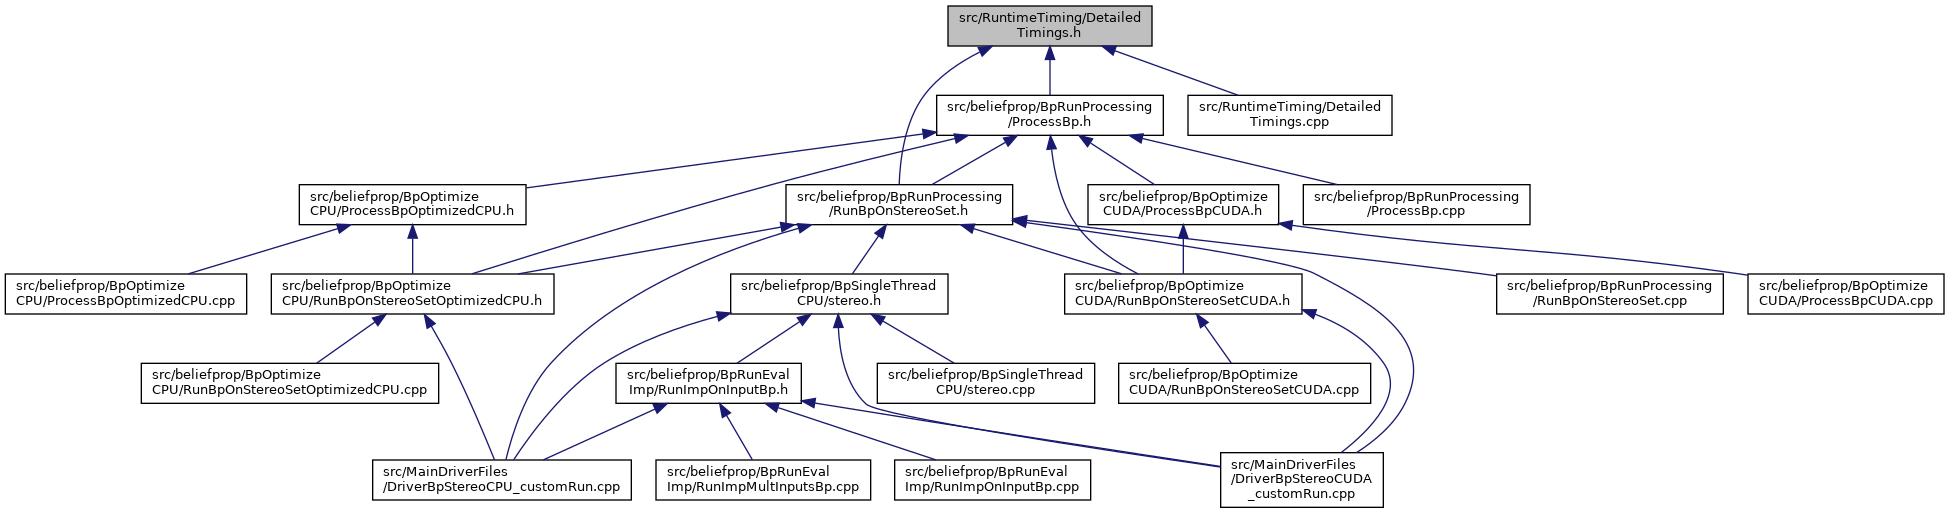 src/RuntimeTiming/Detailed
Timings.h
src/beliefprop/BpRunProcessing
/ProcessBp.h
src/RuntimeTiming/Detailed
Timings.cpp
src/beliefprop/BpOptimize
CPU/ProcessBpOptimizedCPU.h
src/beliefprop/BpRunProcessing
/RunBpOnStereoSet.h
src/beliefprop/BpOptimize
CUDA/ProcessBpCUDA.h
src/beliefprop/BpRunProcessing
/ProcessBp.cpp
src/beliefprop/BpOptimize
CPU/ProcessBpOptimizedCPU.cpp
src/beliefprop/BpOptimize
CPU/RunBpOnStereoSetOptimizedCPU.h
src/beliefprop/BpSingleThread
CPU/stereo.h
src/beliefprop/BpOptimize
CUDA/RunBpOnStereoSetCUDA.h
src/beliefprop/BpRunProcessing
/RunBpOnStereoSet.cpp
src/beliefprop/BpOptimize
CUDA/ProcessBpCUDA.cpp
src/beliefprop/BpOptimize
CPU/RunBpOnStereoSetOptimizedCPU.cpp
src/beliefprop/BpRunEval
Imp/RunImpOnInputBp.h
src/beliefprop/BpSingleThread
CPU/stereo.cpp
src/beliefprop/BpOptimize
CUDA/RunBpOnStereoSetCUDA.cpp
src/MainDriverFiles
/DriverBpStereoCPU_customRun.cpp
src/beliefprop/BpRunEval
Imp/RunImpMultInputsBp.cpp
src/beliefprop/BpRunEval
Imp/RunImpOnInputBp.cpp
src/MainDriverFiles
/DriverBpStereoCUDA
_customRun.cpp